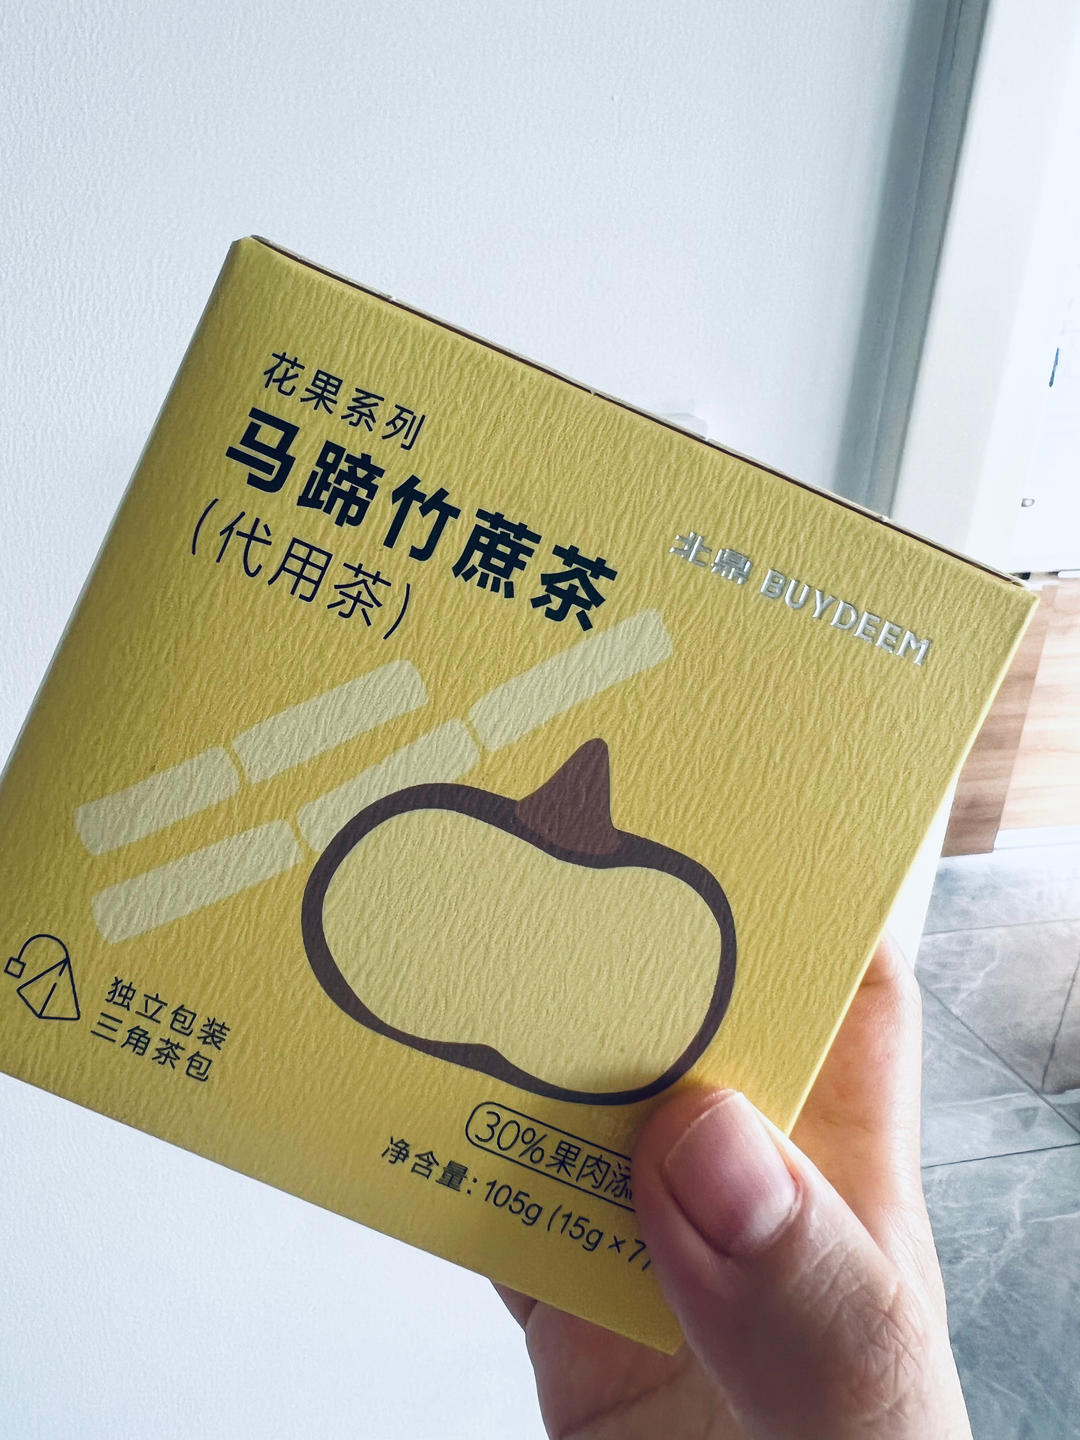 花果系列
马蹄竹蔗茶
(代用茶)
北鼎 BUYDEEM
独立包装
三角茶包
30%果肉添
净含量: 105g (15g×7